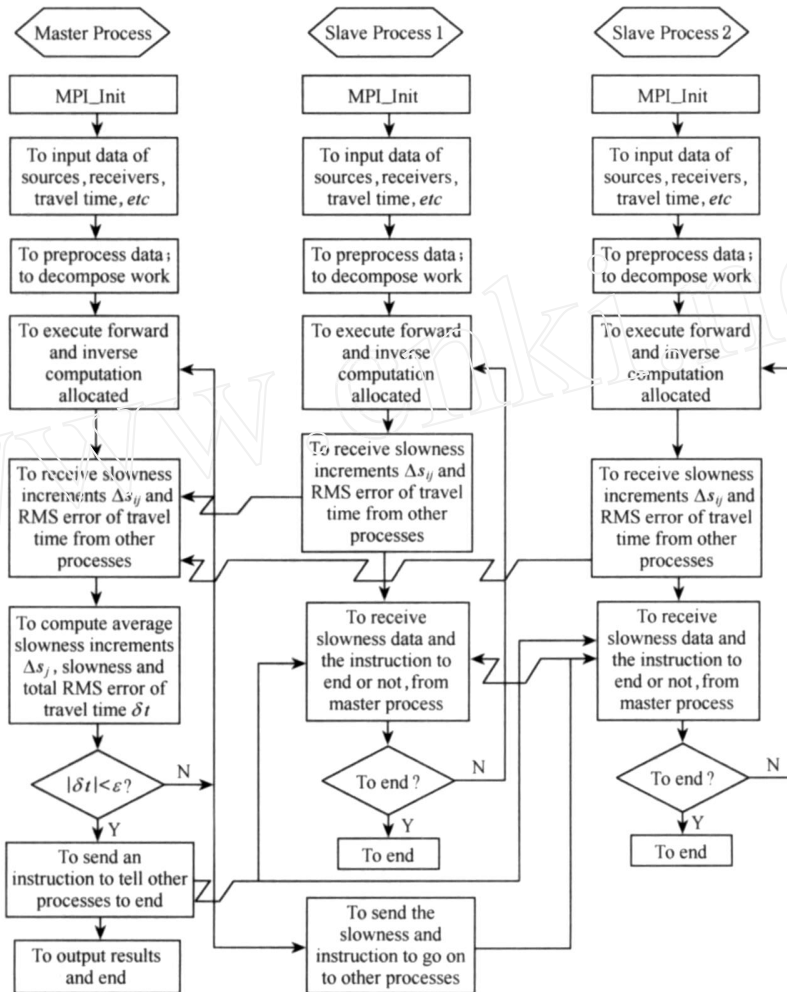 Master Process
MPI_Init
To input data of
sources, receivers,
travel time, etc
To preprocess data;
to decompose work
To execute forward
and inverse
computation
allocated
To receive slowness
increments Δs_ij and
RMS error of travel
time from other
processes
To compute average
slowness increments
Δs_j, slowness and
total RMS error of
travel time δt
|δt|<ε?
N
Y
To send an
instruction to tell other
processes to end
To output results
and end
Slave Process 1
MPI_Init
To input data of
sources, receivers,
travel time, etc
To preprocess data;
to decompose work
To execute forward
and inverse
computation
allocated
To receive slowness
increments Δs_ij and
RMS error of travel
time from other
processes
To receive
slowness data and
the instruction to
end or not, from
master process
To end?
N
Y
To end
To send the
slowness and
instruction to go on
to other processes
Slave Process 2
MPI_Init
To input data of
sources, receivers,
travel time, etc
To preprocess data;
to decompose work
To execute forward
and inverse
computation
allocated
To receive slowness
increments Δs_ij and
RMS error of travel
time from other
processes
To receive
slowness data and
the instruction to
end or not, from
master process
To end?
N
Y
To end